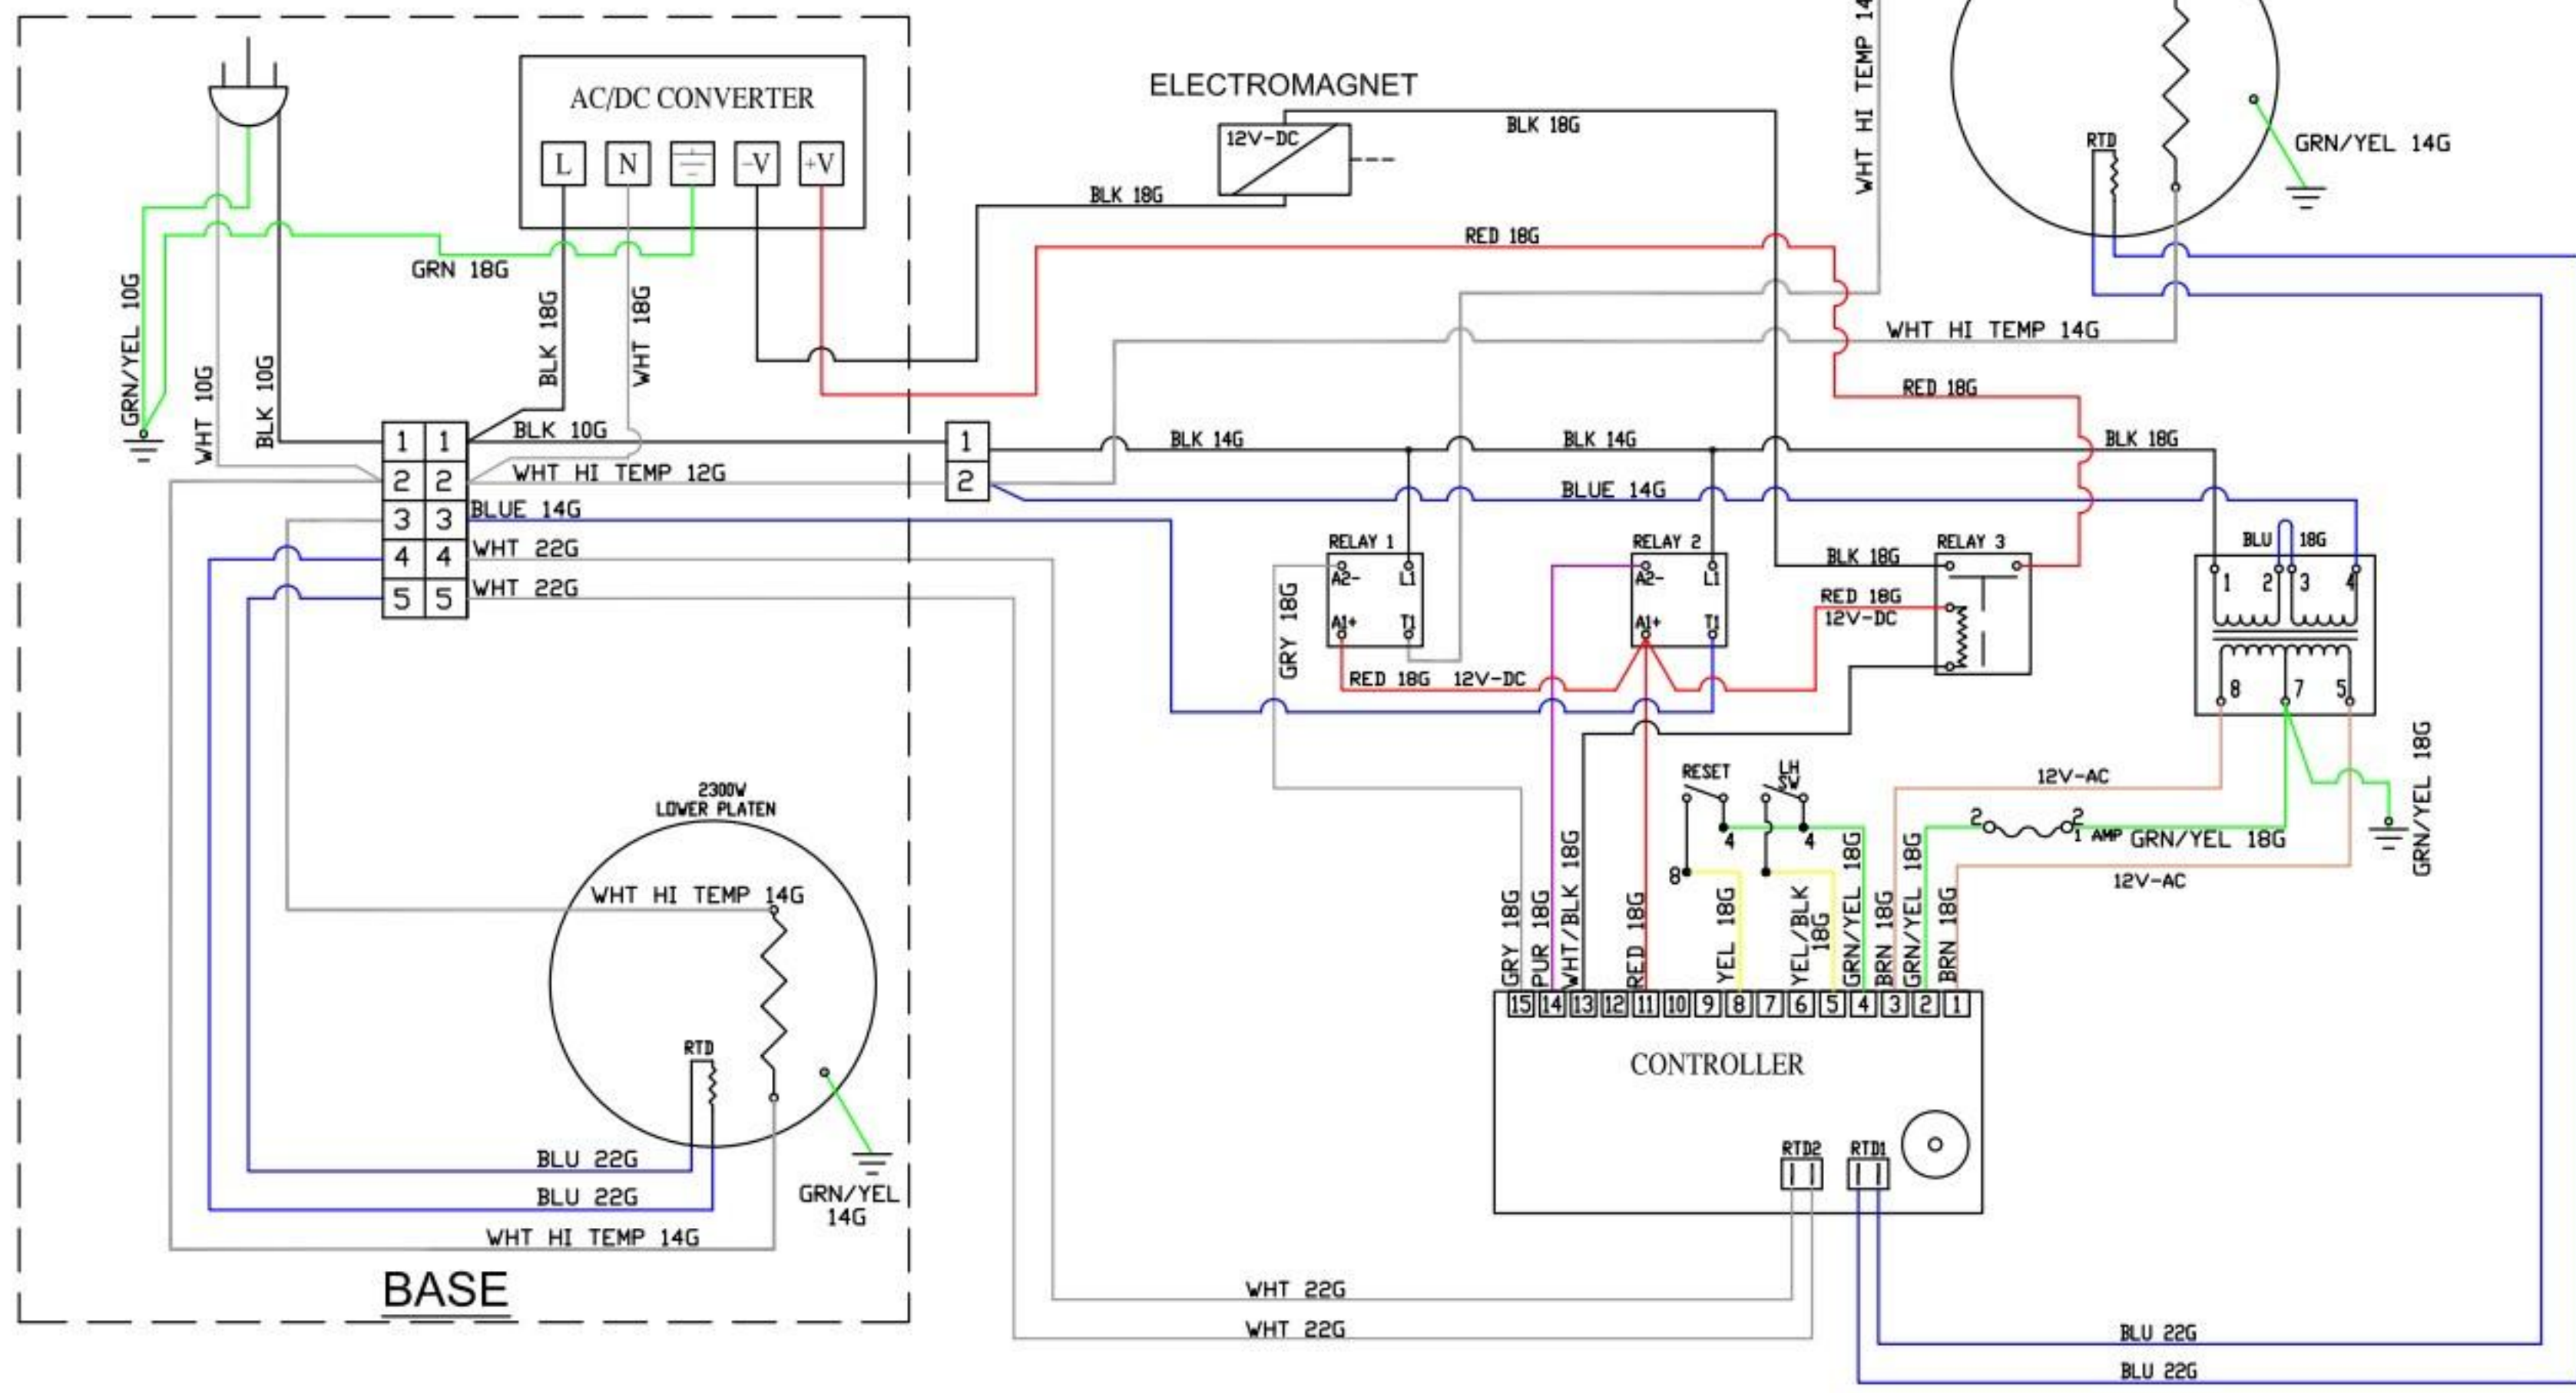 AC/DC CONVERTER
L N -V +V
GRN 18G
GRN/YEL 10G
WHT 10G
BLK 10G
BLK 18G
WHT 18G
ELECTROMAGNET
12V-DC
BLK 18G
BLK 18G
RED 18G
WHT HI TEMP 14
RTD
GRN/YEL 14G
WHT HI TEMP 14G
RED 18G
1 1 BLK 10G 1 BLK 14G BLK 14G BLK 18G
2 2 WHT HI TEMP 12G 2 BLUE 14G
3 3 BLUE 14G
4 4 WHT 22G
5 5 WHT 22G
RELAY 1
A2- L1
A1+ T1
GRY 18G
RED 18G 12V-DC
RELAY 2
A2- L1
A1+ T1
RELAY 3
BLK 18G
RED 18G
12V-DC
BLU 18G
1 2 3 4
8 7 5
GRN/YEL 18G
12V-AC
2 2
1 AMP GRN/YEL 18G
12V-AC
RESET
LH
SW
4 4
8
GRY 18G
PUR 18G
WHT/BLK 18G
RED 18G
YEL 18G
YEL/BLK
18G
GRN/YEL 18G
BRN 18G
GRN/YEL 18G
BRN 18G
15 14 13 12 11 10 9 8 7 6 5 4 3 2 1
CONTROLLER
RTD2 RTD1
2300W
LOWER PLATEN
WHT HI TEMP 14G
RTD
BLU 22G
BLU 22G
GRN/YEL
14G
WHT HI TEMP 14G
BASE
WHT 22G
WHT 22G
BLU 22G
BLU 22G